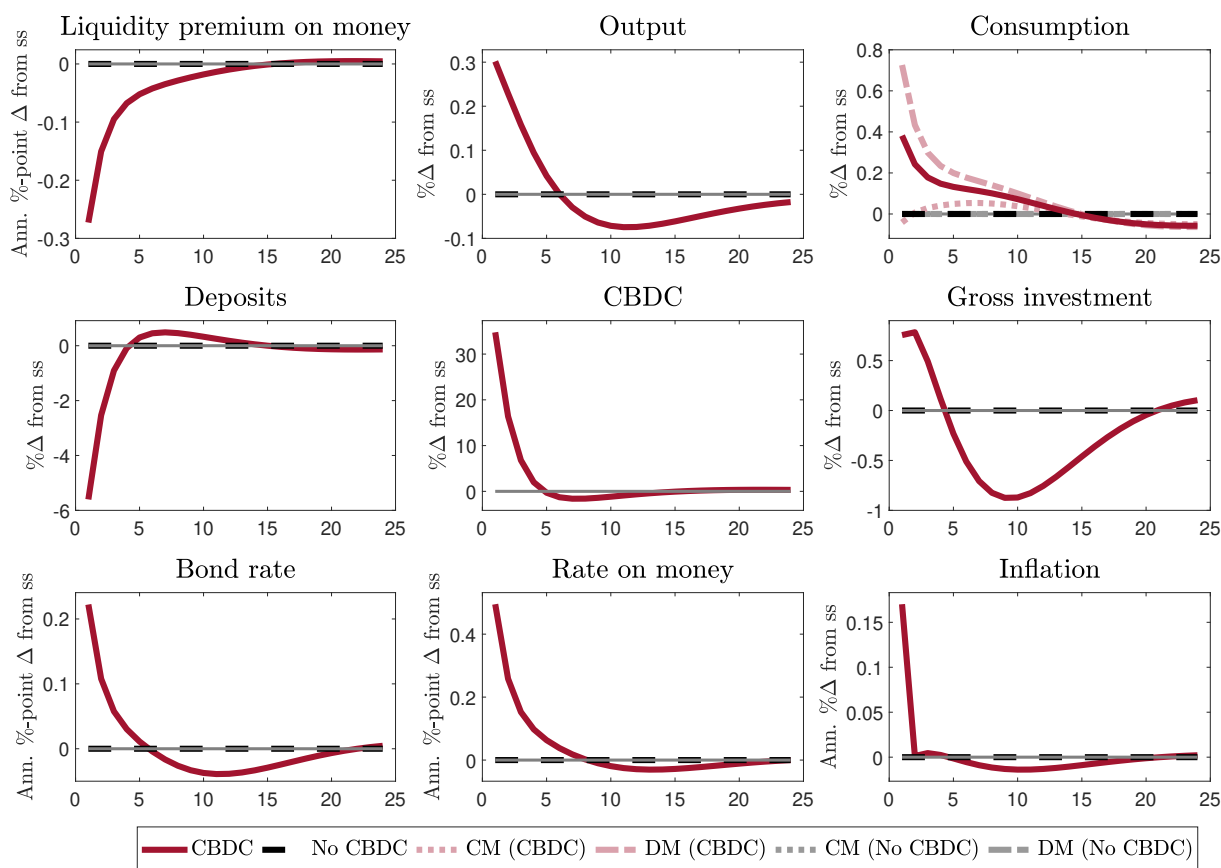 Liquidity premium on money
Output
Consumption
Ann. %-point Δ from ss
0
-0.1
-0.2
-0.3
0 5 10 15 20 25
%Δ from ss
0.3
0.2
0.1
0
-0.1
0 5 10 15 20 25
%Δ from ss
0.8
0.6
0.4
0.2
0
-0.2
0 5 10 15 20 25
Deposits
CBDC
Gross investment
%Δ from ss
0
-2
-4
-6
0 5 10 15 20 25
%Δ from ss
30
20
10
0
0 5 10 15 20 25
%Δ from ss
0.5
0
-0.5
-1
0 5 10 15 20 25
Bond rate
Rate on money
Inflation
Ann. %-point Δ from ss
0.2
0.1
0
0 5 10 15 20 25
Ann. %-point Δ from ss
0.4
0.2
0
0 5 10 15 20 25
Ann. %Δ from ss
0.15
0.1
0.05
0
0 5 10 15 20 25
CBDC No CBDC CM (CBDC) DM (CBDC) CM (No CBDC) DM (No CBDC)